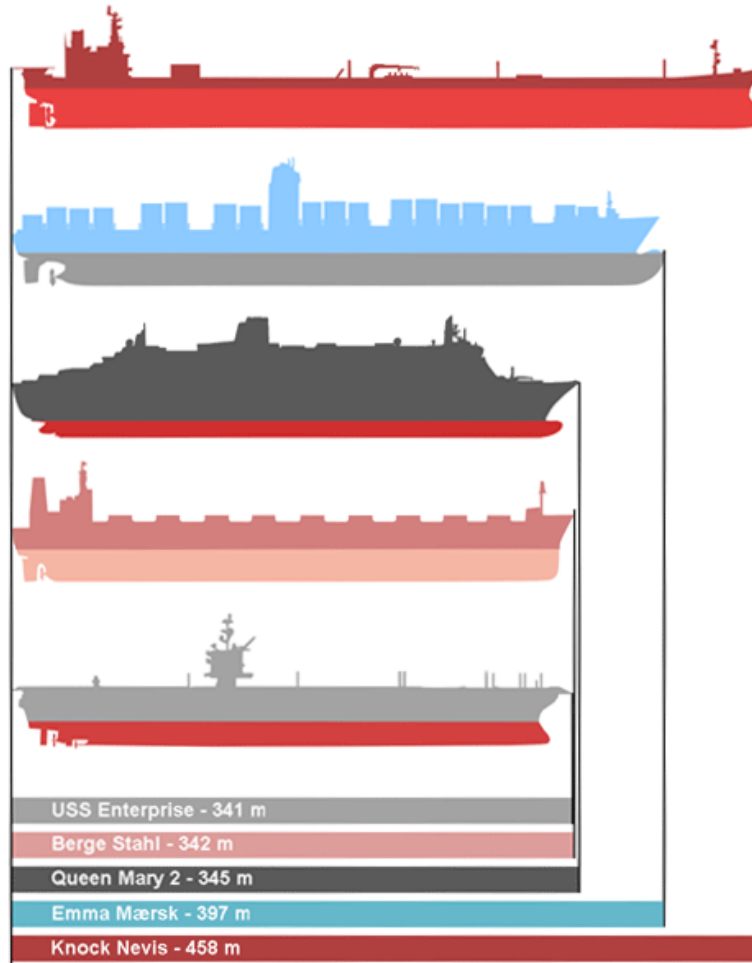 USS Enterprise - 341 m
Berge Stahl - 342 m
Queen Mary 2 - 345 m
Emma Mærsk - 397 m
Knock Nevis - 458 m